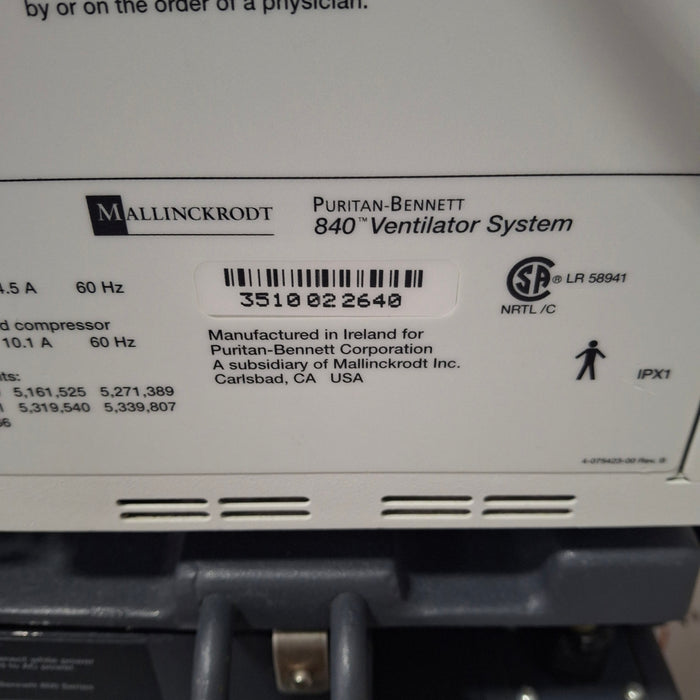 by or on the order of a physician.
MALLINCKRODT
PURITAN-BENNETT
840™ Ventilator System
.5 A 60 Hz
3510022640
LR 58941
NRTL /C
d compressor
10.1 A 60 Hz
Manufactured in Ireland for
Puritan-Bennett Corporation
A subsidiary of Mallinckrodt Inc.
Carlsbad, CA USA
IPX1
ts:
5,161,525 5,271,389
5,319,540 5,339,807
4-075423-00 Rev. B